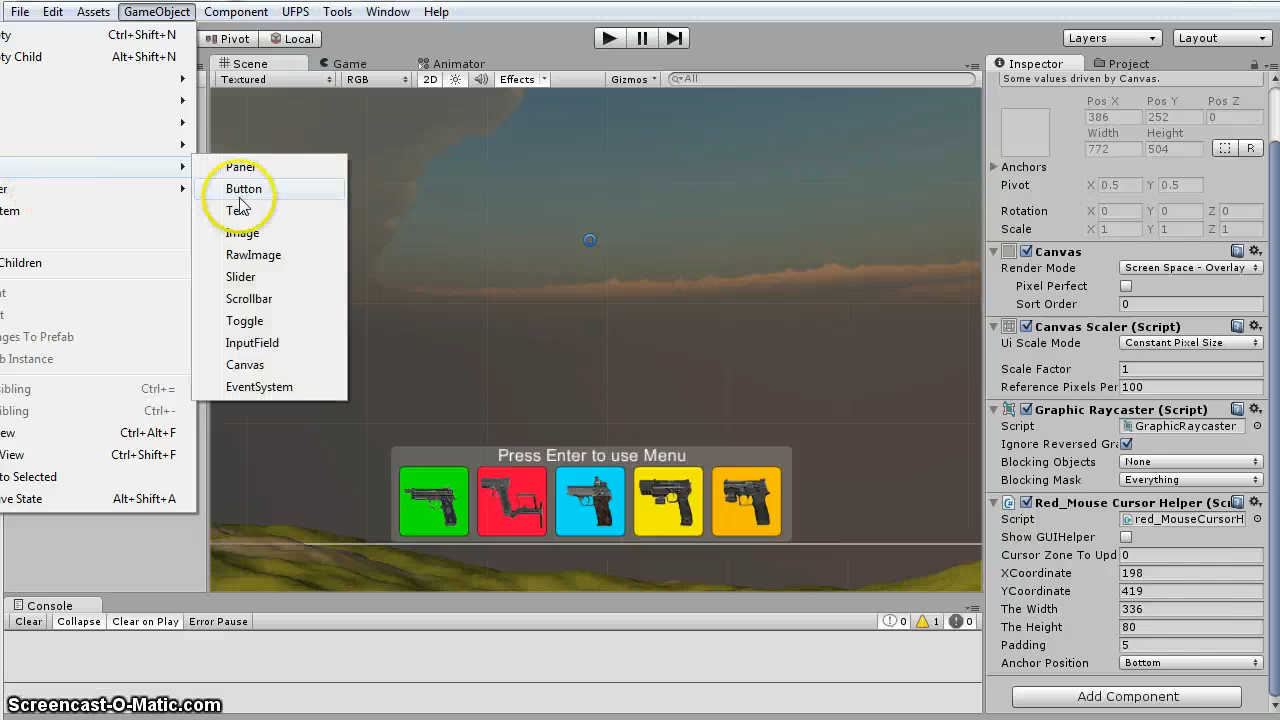 File Edit Assets GameObject Component UFPS Tools Window Help
ty Ctrl+Shift+N
ty Child Alt+Shift+N
er
tem
Children
nt
t
ges To Prefab
b Instance
ibling Ctrl+=
ibling Ctrl+-
ew Ctrl+Alt+F
View Ctrl+Shift+F
to Selected
ive State Alt+Shift+A
Panel
Button
Text
Image
RawImage
Slider
Scrollbar
Toggle
InputField
Canvas
EventSystem
Pivot Local
Layers Layout
Scene Game Animator
Textured RGB 2D Effects Gizmos All
Press Enter to use Menu
Inspector Project
Some values driven by Canvas.
Pos X Pos Y Pos Z
386 252 0
Width Height
772 504 R
Anchors
Pivot X 0.5 Y 0.5
Rotation X 0 Y 0 Z 0
Scale X 1 Y 1 Z 1
Canvas
Render Mode Screen Space - Overlay
Pixel Perfect
Sort Order 0
Canvas Scaler (Script)
Ui Scale Mode Constant Pixel Size
Scale Factor 1
Reference Pixels Per 100
Graphic Raycaster (Script)
Script GraphicRaycaster
Ignore Reversed Gra
Blocking Objects None
Blocking Mask Everything
Red_Mouse Cursor Helper (Scri
Script red_MouseCursorH
Show GUIHelper
Cursor Zone To Upd 0
XCoordinate 198
YCoordinate 419
The Width 336
The Height 80
Padding 5
Anchor Position Bottom
Add Component
Console
Clear Collapse Clear on Play Error Pause 0 1 0
Screencast-O-Matic.com